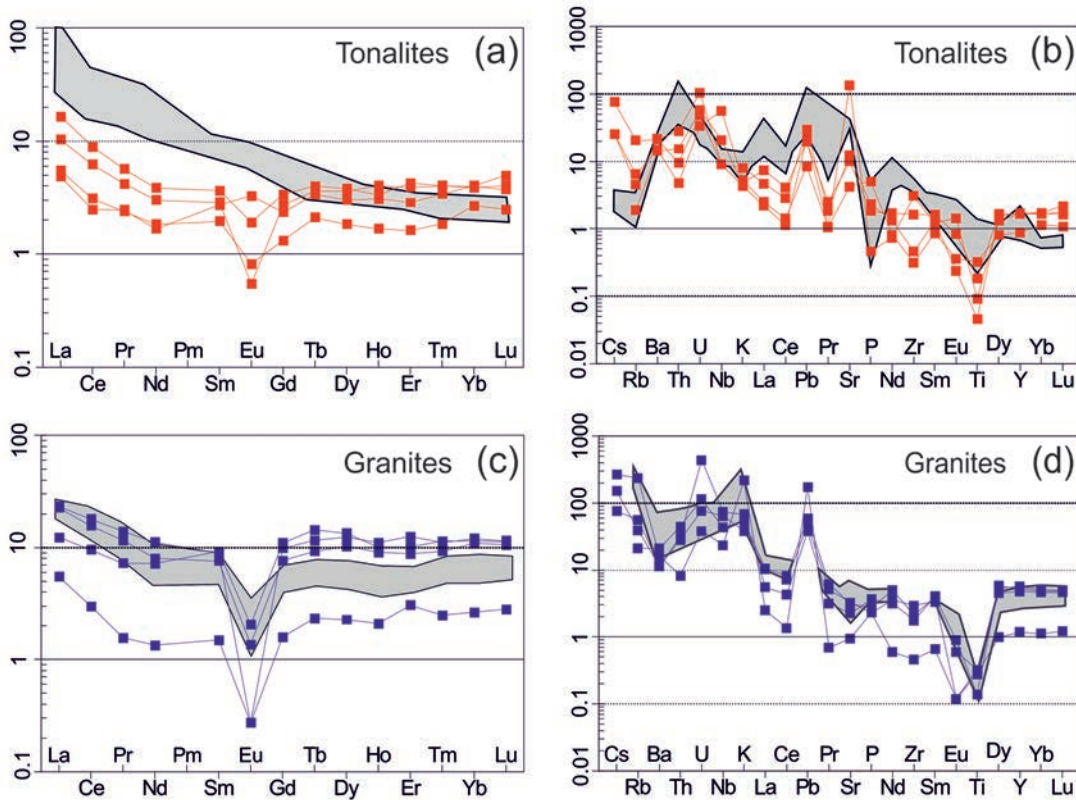 Tonalites (a)
100
10
1
0.1
La Pr Pm Eu Tb Ho Tm Lu
Ce Nd Sm Gd Dy Er Yb
Tonalites (b)
1000
100
10
1
0.1
0.01
Cs Ba U K Ce Pr P Zr Eu Dy Yb
Rb Th Nb La Pb Sr Nd Sm Ti Y Lu
Granites (c)
100
10
1
0.1
La Pr Pm Eu Tb Ho Tm Lu
Ce Nd Sm Gd Dy Er Yb
Granites (d)
1000
100
10
1
0.1
0.01
Cs Ba U K Ce Pr P Zr Eu Dy Yb
Rb Th Nb La Pb Sr Nd Sm Ti Y Lu